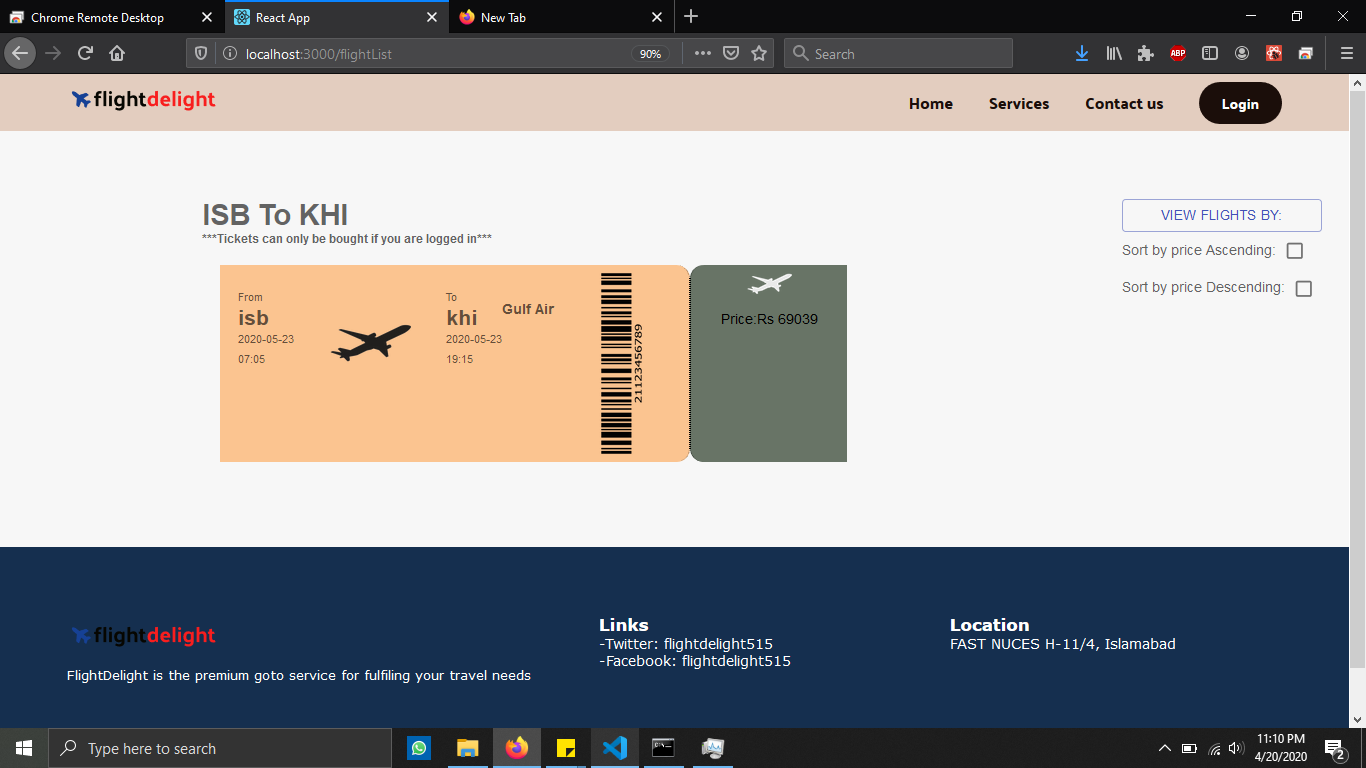 Chrome Remote Desktop
React App
New Tab
localhost:3000/flightList
90%
Search
ABP
flightdelight
Home
Services
Contact us
Login
ISB To KHI
***Tickets can only be bought if you are logged in***
VIEW FLIGHTS BY:
Sort by price Ascending:
Sort by price Descending:
From
isb
2020-05-23
07:05
To
khi
2020-05-23
19:15
Gulf Air
21123456789
Price:Rs 69039
flightdelight
FlightDelight is the premium goto service for fulfiling your travel needs
Links
-Twitter: flightdelight515
-Facebook: flightdelight515
Location
FAST NUCES H-11/4, Islamabad
Type here to search
11:10 PM
4/20/2020
2